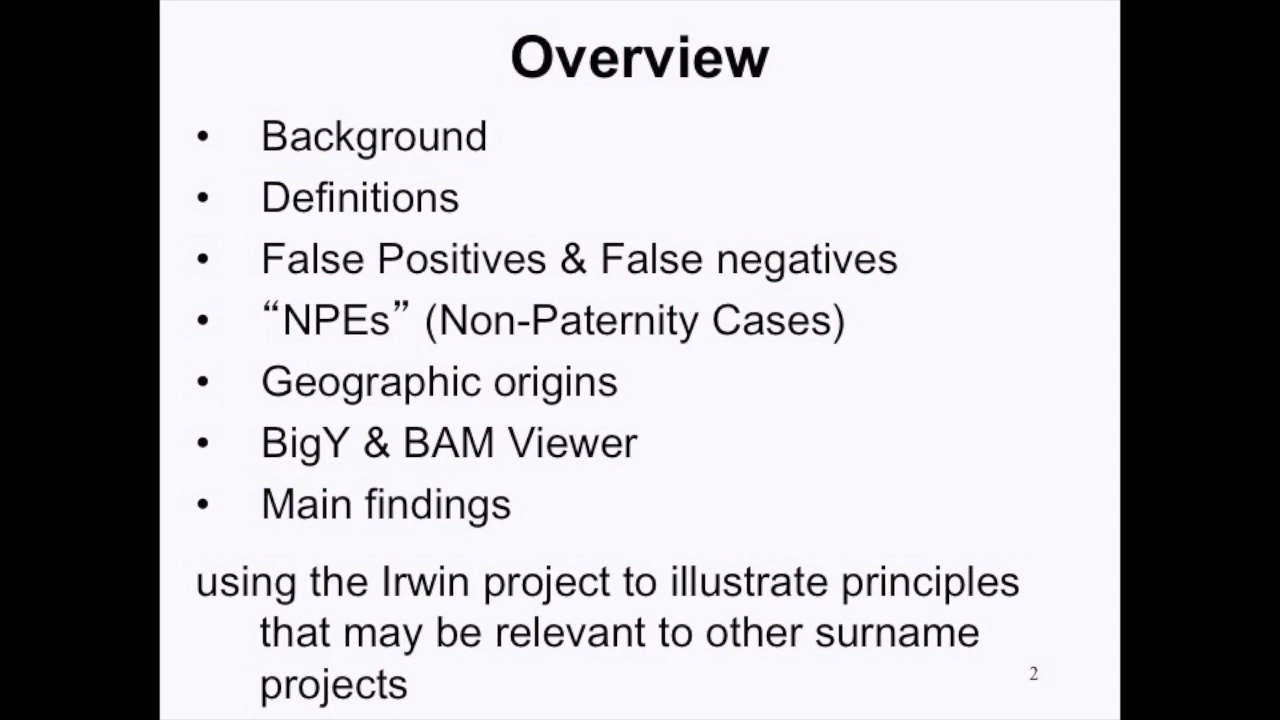 Overview
• Background
• Definitions
• False Positives & False negatives
• “NPEs” (Non-Paternity Cases)
• Geographic origins
• BigY & BAM Viewer
• Main findings
using the Irwin project to illustrate principles
that may be relevant to other surname
projects
2